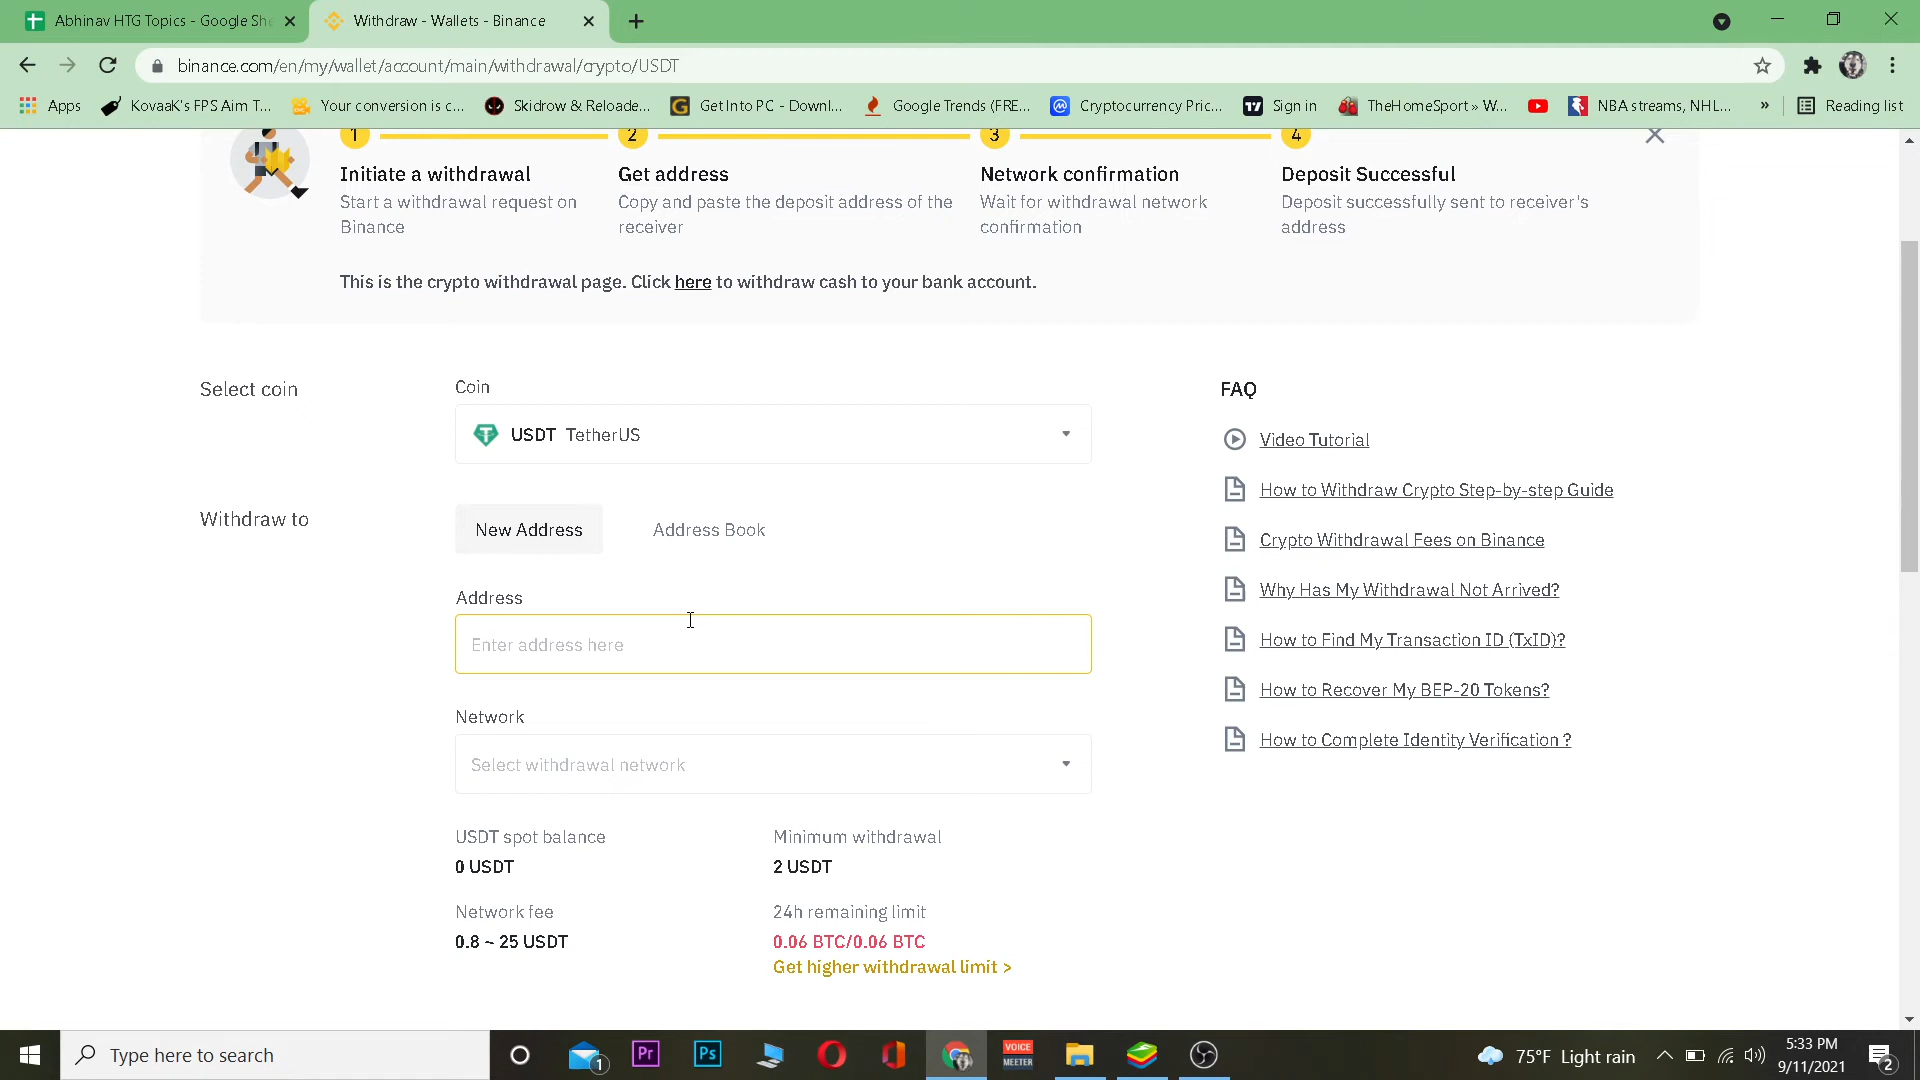 Abhinav HTG Topics - Google She
Withdraw - Wallets - Binance
binance.com/en/my/wallet/account/main/withdrawal/crypto/USDT
Apps
KovaaK's FPS Aim T...
Your conversion is c...
Skidrow & Reloade...
Get Into PC - Downl...
Google Trends (FRE...
Cryptocurrency Pric...
Sign in
TheHomeSport » W...
NBA streams, NHL...
»
Reading list
1
2
3
4
Initiate a withdrawal
Start a withdrawal request on
Binance
Get address
Copy and paste the deposit address of the
receiver
Network confirmation
Wait for withdrawal network
confirmation
Deposit Successful
Deposit successfully sent to receiver's
address
This is the crypto withdrawal page. Click here to withdraw cash to your bank account.
Select coin
Coin
USDT TetherUS
Withdraw to
New Address
Address Book
Address
Enter address here
Network
Select withdrawal network
USDT spot balance
0 USDT
Minimum withdrawal
2 USDT
Network fee
0.8 ~ 25 USDT
24h remaining limit
0.06 BTC/0.06 BTC
Get higher withdrawal limit >
FAQ
Video Tutorial
How to Withdraw Crypto Step-by-step Guide
Crypto Withdrawal Fees on Binance
Why Has My Withdrawal Not Arrived?
How to Find My Transaction ID (TxID)?
How to Recover My BEP-20 Tokens?
How to Complete Identity Verification ?
Type here to search
1
Pr
Ps
VOICE
MEETER
75°F Light rain
5:33 PM
9/11/2021
2